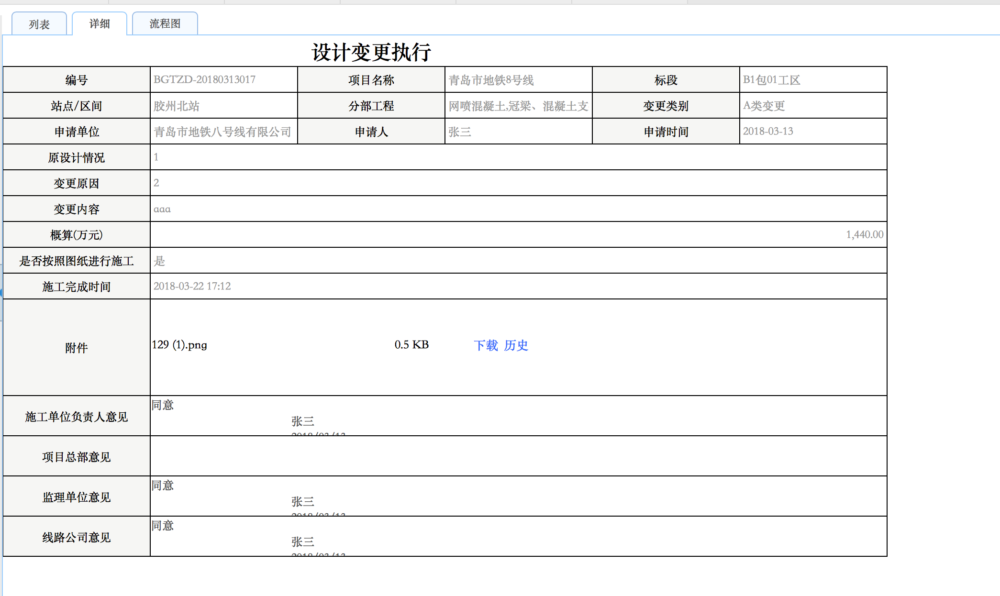 列表 详细 流程图
设计变更执行
编号 BGTZD-20180313017 项目名称 青岛市地铁8号线 标段 B1包01工区
站点/区间 胶州北站 分部工程 网喷混凝土,冠梁、混凝土支 变更类别 A类变更
申请单位 青岛市地铁八号线有限公司 申请人 张三 申请时间 2018-03-13
原设计情况 1
变更原因 2
变更内容 aaa
概算(万元) 1,440.00
是否按照图纸进行施工 是
施工完成时间 2018-03-22 17:12
附件 129 (1).png 0.5 KB 下载 历史
施工单位负责人意见 同意
张三
2018/03/13
项目总部意见
监理单位意见 同意
张三
2018/03/13
线路公司意见 同意
张三
2018/03/13